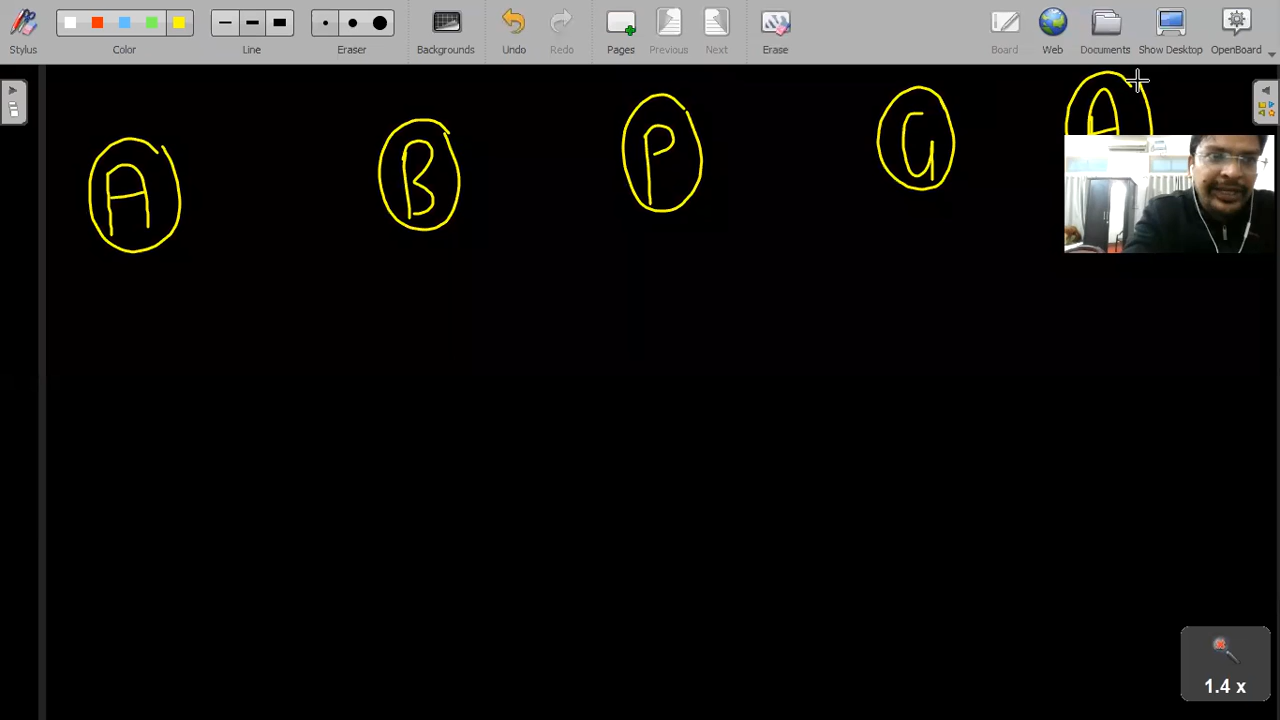 Stylus Color Line Eraser Backgrounds Undo Redo Pages Previous Next Erase Board Web Documents Show Desktop OpenBoard
A B P G A
1.4 x